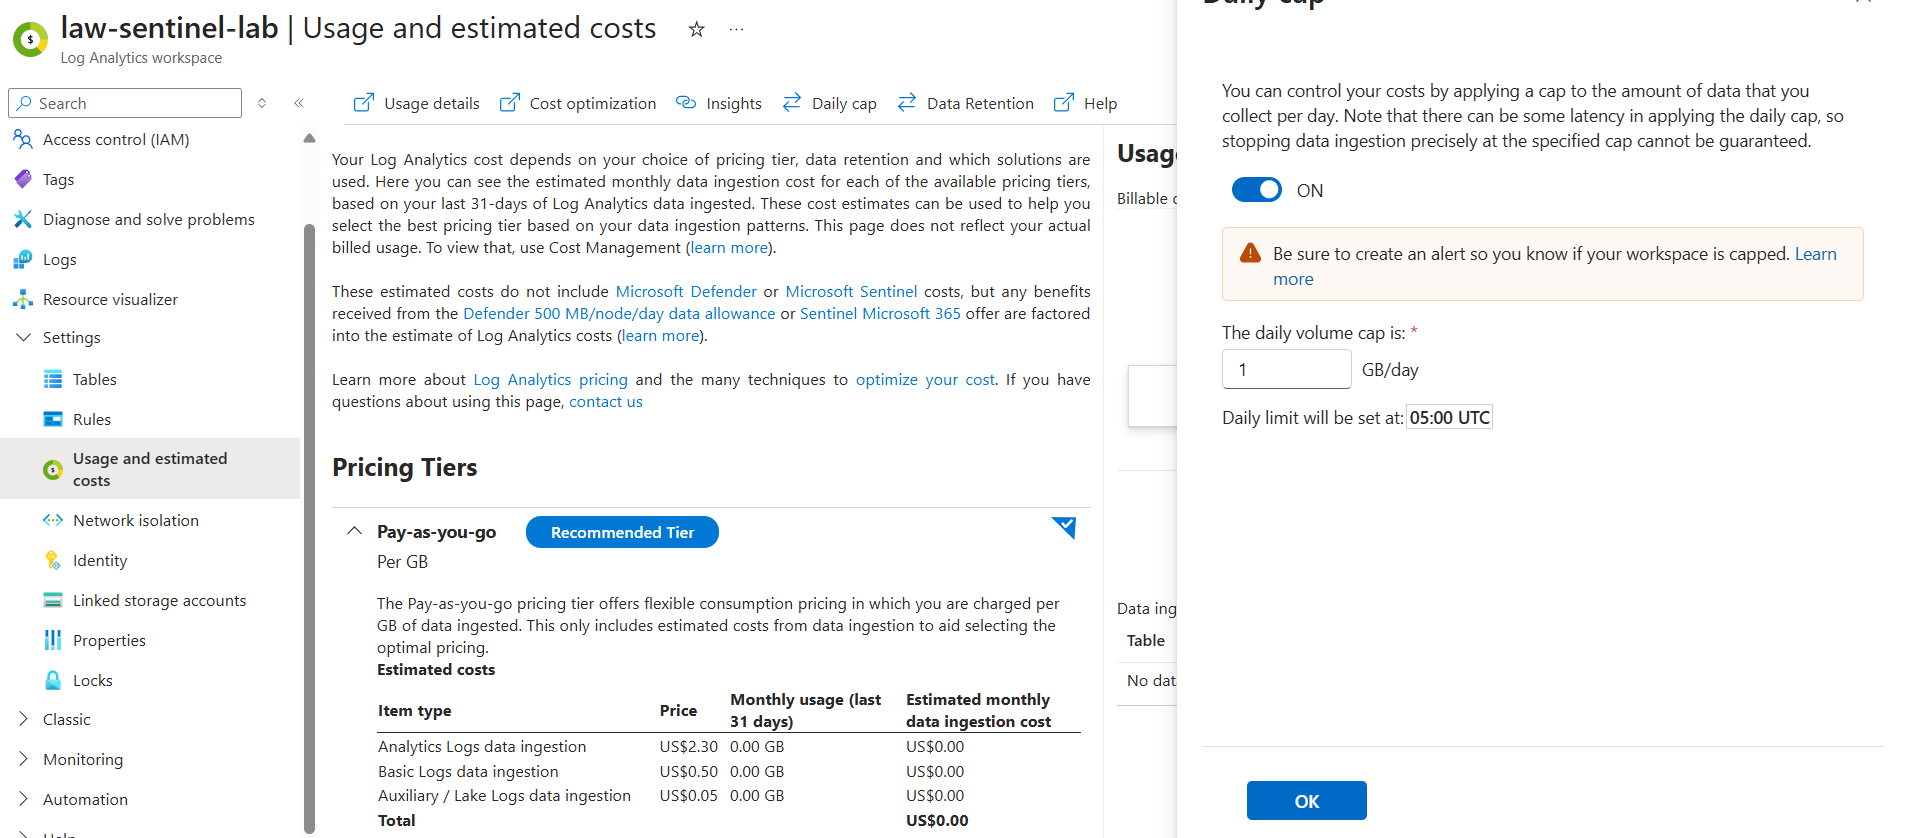 law-sentinel-lab | Usage and estimated costs
Log Analytics workspace
Search
Access control (IAM)
Tags
Diagnose and solve problems
Logs
Resource visualizer
Settings
Tables
Rules
Usage and estimated
costs
Network isolation
Identity
Linked storage accounts
Properties
Locks
Classic
Monitoring
Automation
Help
Usage details
Cost optimization
Insights
Daily cap
Data Retention
Help
Your Log Analytics cost depends on your choice of pricing tier, data retention and which solutions are
used. Here you can see the estimated monthly data ingestion cost for each of the available pricing tiers,
based on your last 31-days of Log Analytics data ingested. These cost estimates can be used to help you
select the best pricing tier based on your data ingestion patterns. This page does not reflect your actual
billed usage. To view that, use Cost Management (learn more).
These estimated costs do not include Microsoft Defender or Microsoft Sentinel costs, but any benefits
received from the Defender 500 MB/node/day data allowance or Sentinel Microsoft 365 offer are factored
into the estimate of Log Analytics costs (learn more).
Learn more about Log Analytics pricing and the many techniques to optimize your cost. If you have
questions about using this page, contact us
Pricing Tiers
Pay-as-you-go
Recommended Tier
Per GB
The Pay-as-you-go pricing tier offers flexible consumption pricing in which you are charged per
GB of data ingested. This only includes estimated costs from data ingestion to aid selecting the
optimal pricing.
Estimated costs
Item type Price Monthly usage (last 31 days) Estimated monthly data ingestion cost
Analytics Logs data ingestion US$2.30 0.00 GB US$0.00
Basic Logs data ingestion US$0.50 0.00 GB US$0.00
Auxiliary / Lake Logs data ingestion US$0.05 0.00 GB US$0.00
Total US$0.00
Usag
Billable
Data ing
Table
No dat
Daily cap
You can control your costs by applying a cap to the amount of data that you
collect per day. Note that there can be some latency in applying the daily cap, so
stopping data ingestion precisely at the specified cap cannot be guaranteed.
ON
Be sure to create an alert so you know if your workspace is capped. Learn
more
The daily volume cap is: *
1 GB/day
Daily limit will be set at: 05:00 UTC
OK